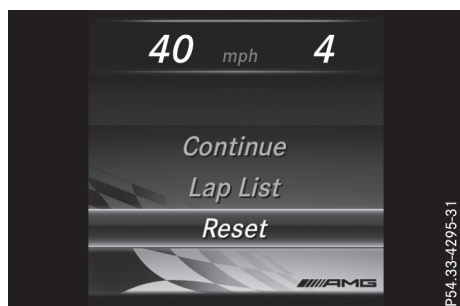 40 mph 4
Continue
Lap List
Reset
AMG
P54.33-4295-31